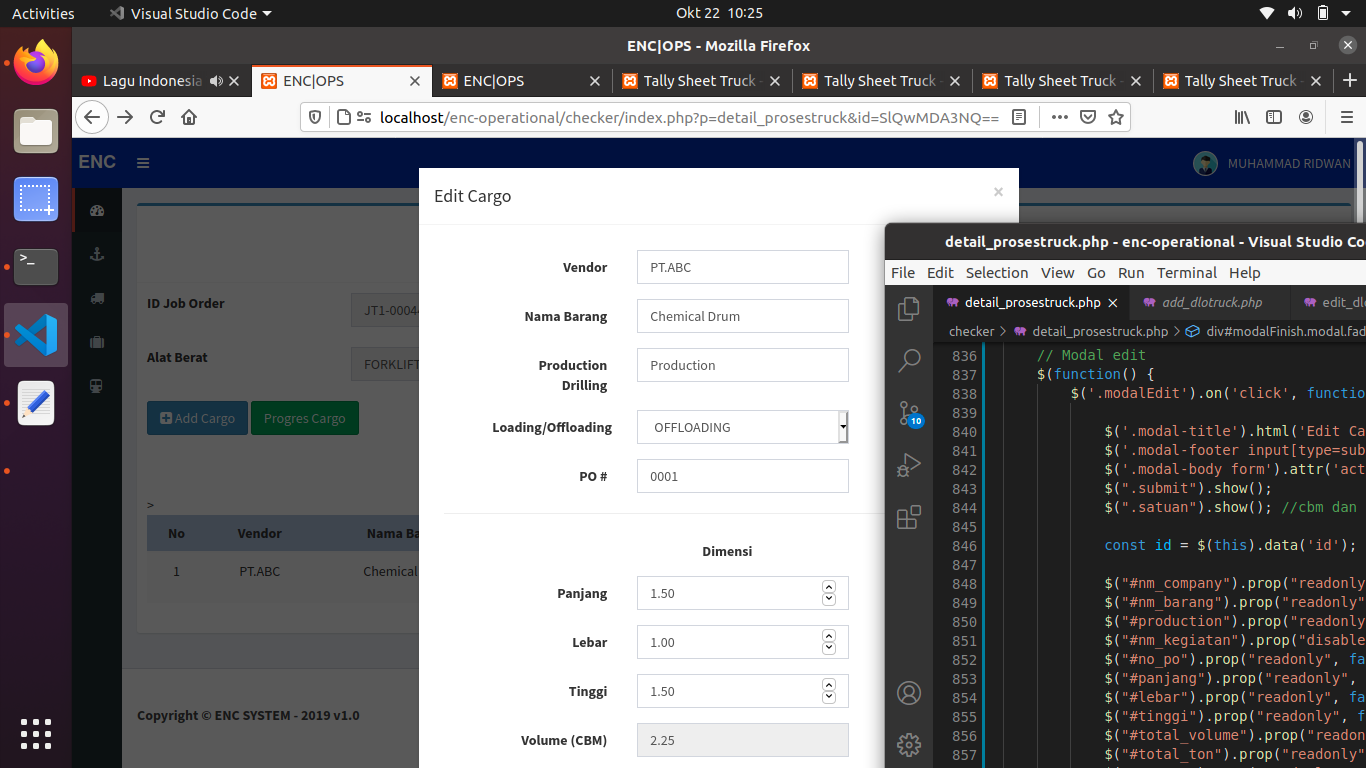 Activities
Visual Studio Code
Okt 22 10:25
ENC|OPS - Mozilla Firefox
Lagu Indonesia
ENC|OPS
ENC|OPS
Tally Sheet Truck -
Tally Sheet Truck -
Tally Sheet Truck -
Tally Sheet Truck -
localhost/enc-operational/checker/index.php?p=detail_prosestruck&id=SlQwMDA3NQ==
ENC
MUHAMMAD RIDWAN
ID Job Order
JT1-0004
Alat Berat
FORKLIFT
Add Cargo
Progres Cargo
>
No Vendor Nama Ba
1 PT.ABC Chemical
Copyright © ENC SYSTEM - 2019 v1.0
Edit Cargo
×
Vendor
PT.ABC
Nama Barang
Chemical Drum
Production
Drilling
Production
Loading/Offloading
OFFLOADING
PO #
0001
Dimensi
Panjang
1.50
Lebar
1.00
Tinggi
1.50
Volume (CBM)
2.25
detail_prosestruck.php - enc-operational - Visual Studio Co
File Edit Selection View Go Run Terminal Help
detail_prosestruck.php
add_dlotruck.php
edit_dl
checker > detail_prosestruck.php > div#modalFinish.modal.fad
10
836 // Modal edit
837 $(function() {
838 $('.modalEdit').on('click', function
839
840 $('.modal-title').html('Edit Ca
841 $('.modal-footer input[type=sub
842 $('.modal-body form').attr('act
843 $(".submit").show();
844 $(".satuan").show(); //cbm dan
845
846 const id = $(this).data('id');
847
848 $("#nm_company").prop("readonly
849 $("#nm_barang").prop("readonly"
850 $("#production").prop("readonly
851 $("#nm_kegiatan").prop("disable
852 $("#no_po").prop("readonly", fa
853 $("#panjang").prop("readonly",
854 $("#lebar").prop("readonly", fa
855 $("#tinggi").prop("readonly", f
856 $("#total_volume").prop("readon
857 $("#total_ton").prop("readonly"